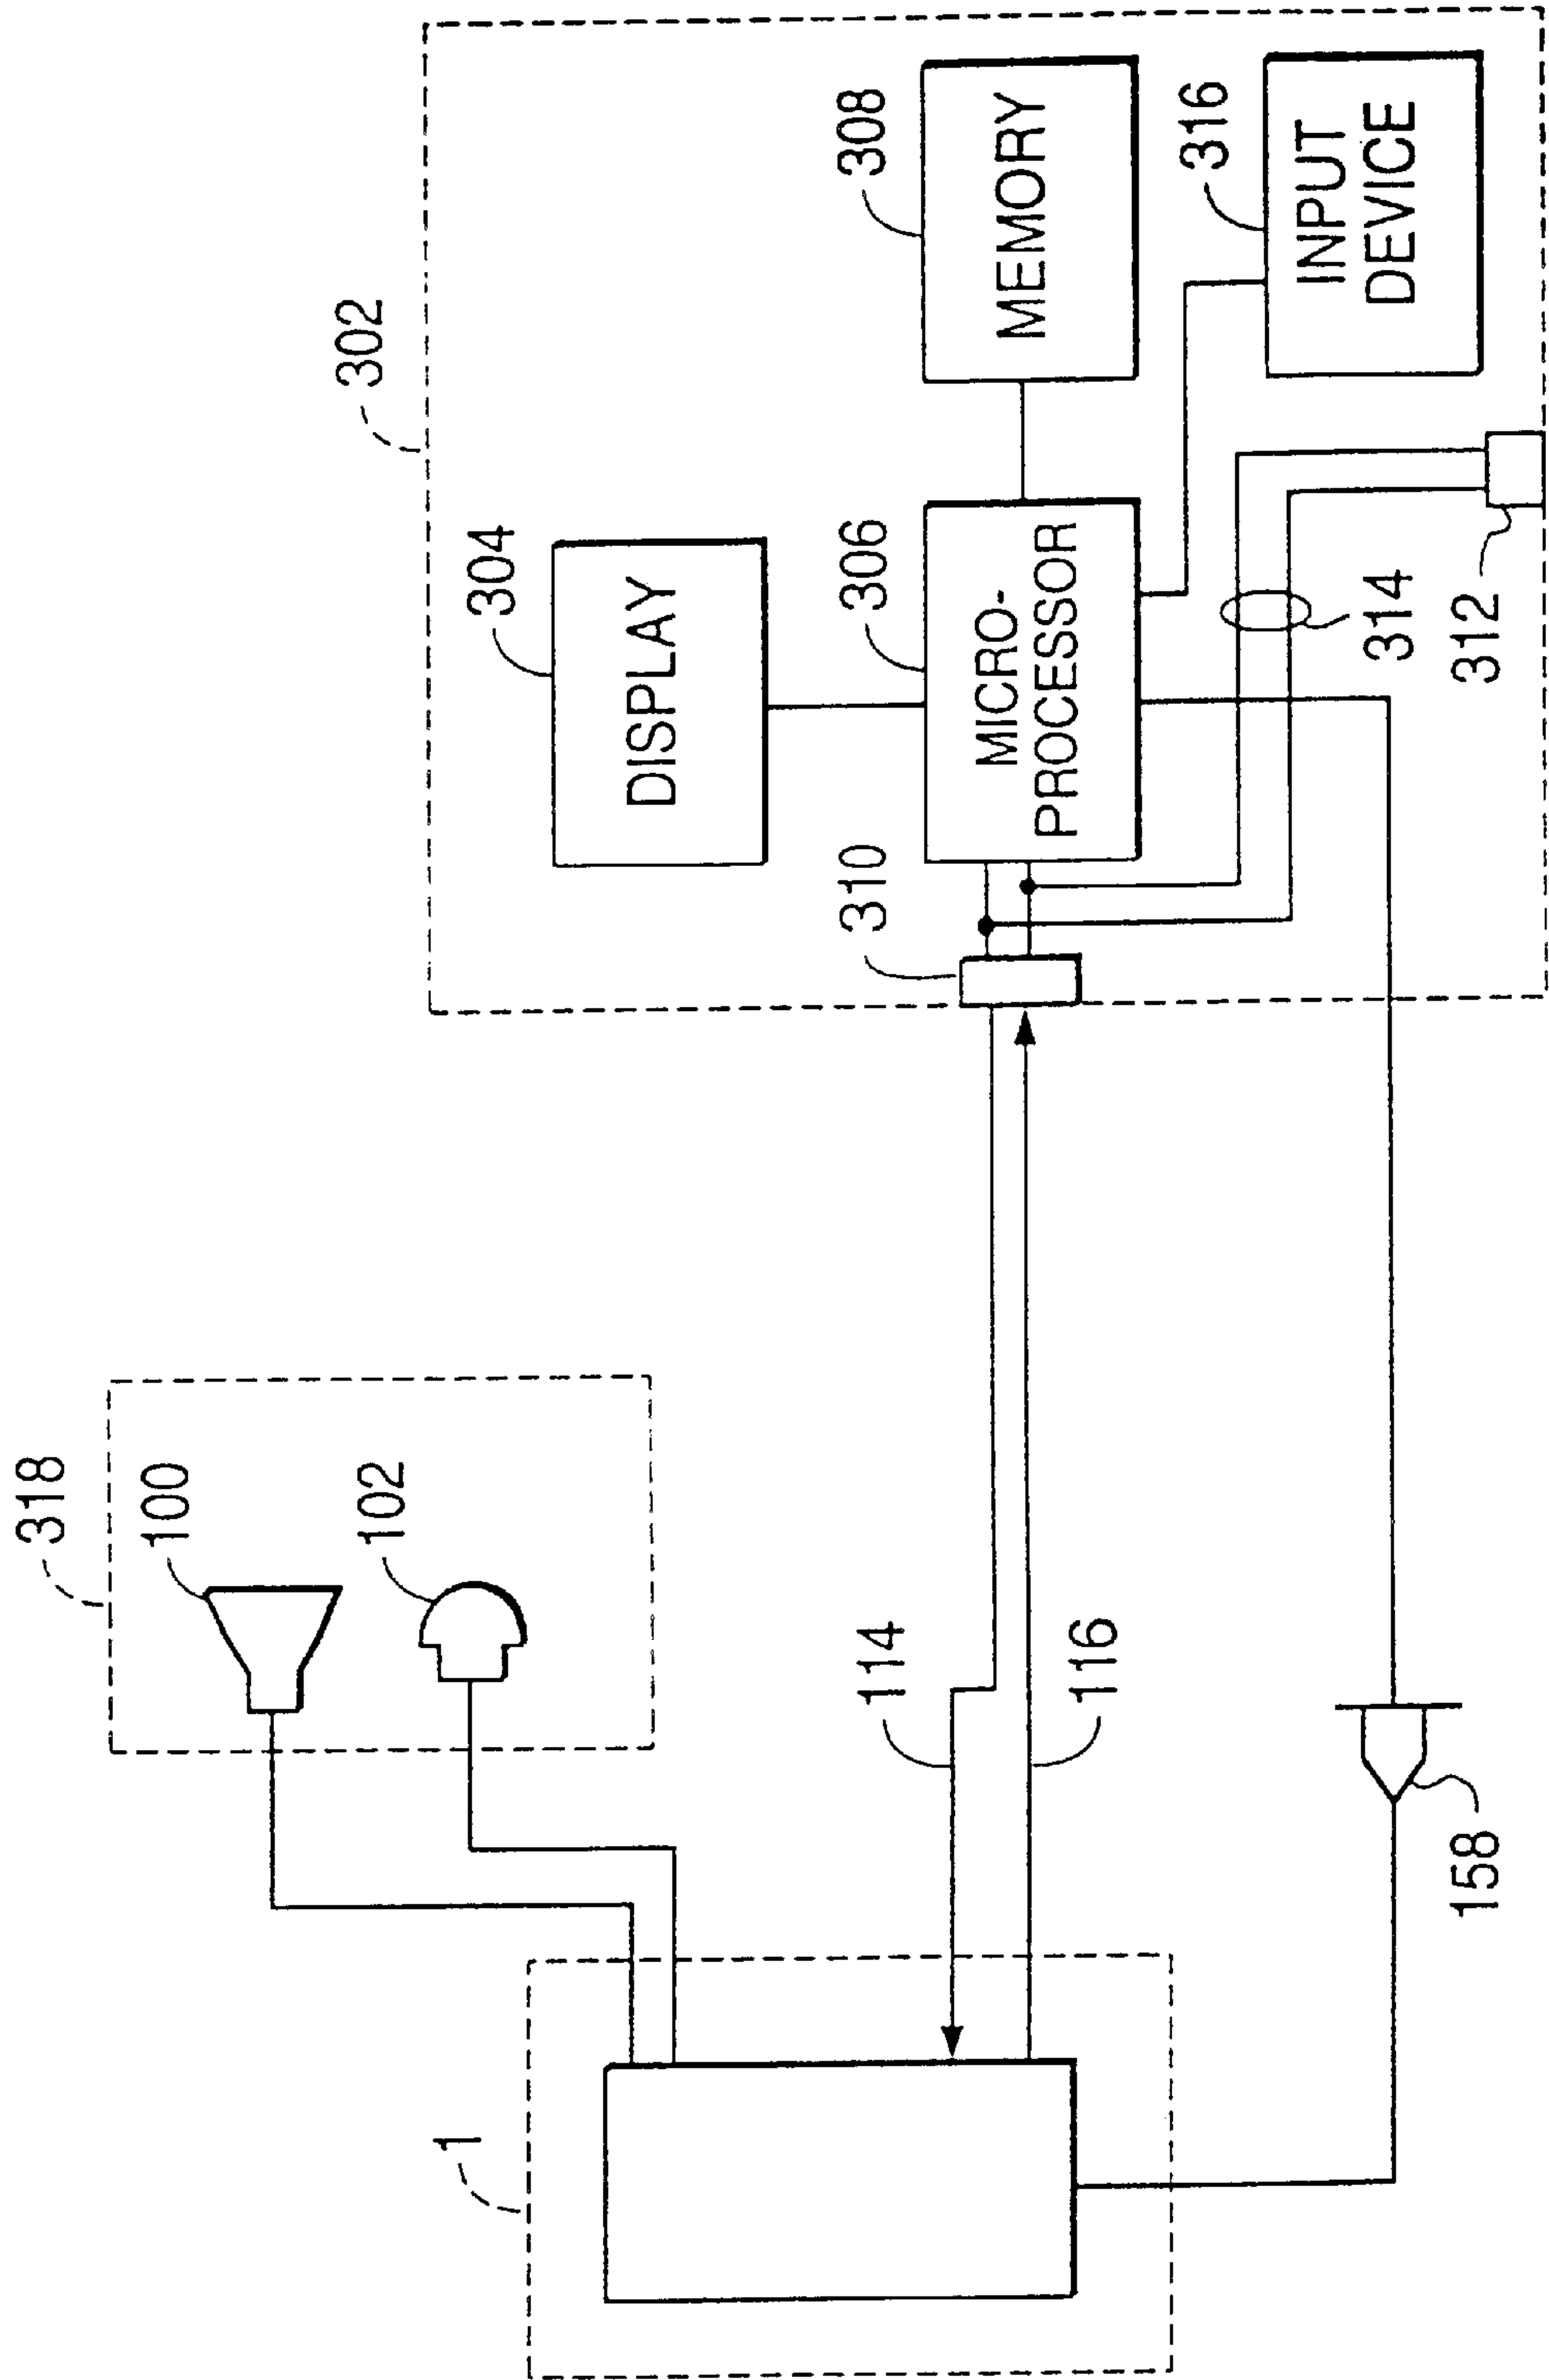 302
304
DISPLAY
306
MICRO-
PROCESSOR
308
MEMORY
310
316
INPUT
DEVICE
314
312
318
100
102
114
116
1
158